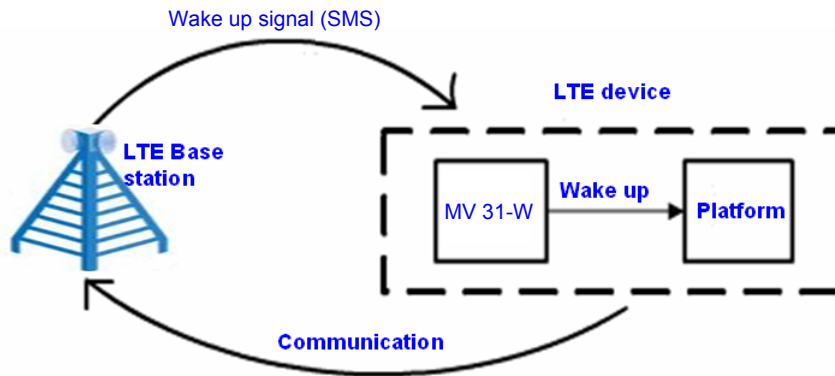 Wake up signal (SMS)
LTE device
LTE Base
station
MV 31-W
Wake up
Platform
Communication